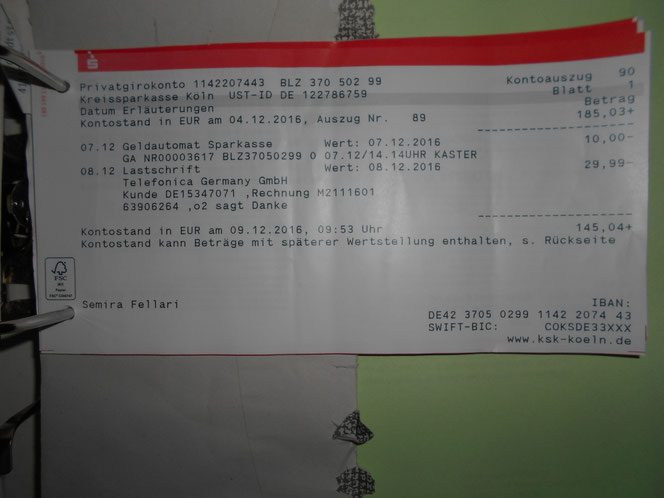 Privatgirokonto 1142207443 BLZ 370 502 99 Kontoauszug 90
Kreissparkasse Köln UST-ID DE 122786759 Blatt 1
Datum Erläuterungen Betrag
Kontostand in EUR am 04.12.2016, Auszug Nr. 89 185,03+
07.12 Geldautomat Sparkasse Wert: 07.12.2016 10,00-
GA NR00003617 BLZ37050299 0 07.12/14.14UHR KASTER
08.12 Lastschrift Wert: 08.12.2016 29,99-
Telefonica Germany GmbH
Kunde DE15347071 ,Rechnung M2111601
63906264 ,o2 sagt Danke
Kontostand in EUR am 09.12.2016, 09:53 Uhr 145,04+
Kontostand kann Beträge mit späterer Wertstellung enthalten, s. Rückseite
FSC
Semira Fellari
IBAN:
DE42 3705 0299 1142 2074 43
SWIFT-BIC: COKSDE33XXX
www.ksk-koeln.de